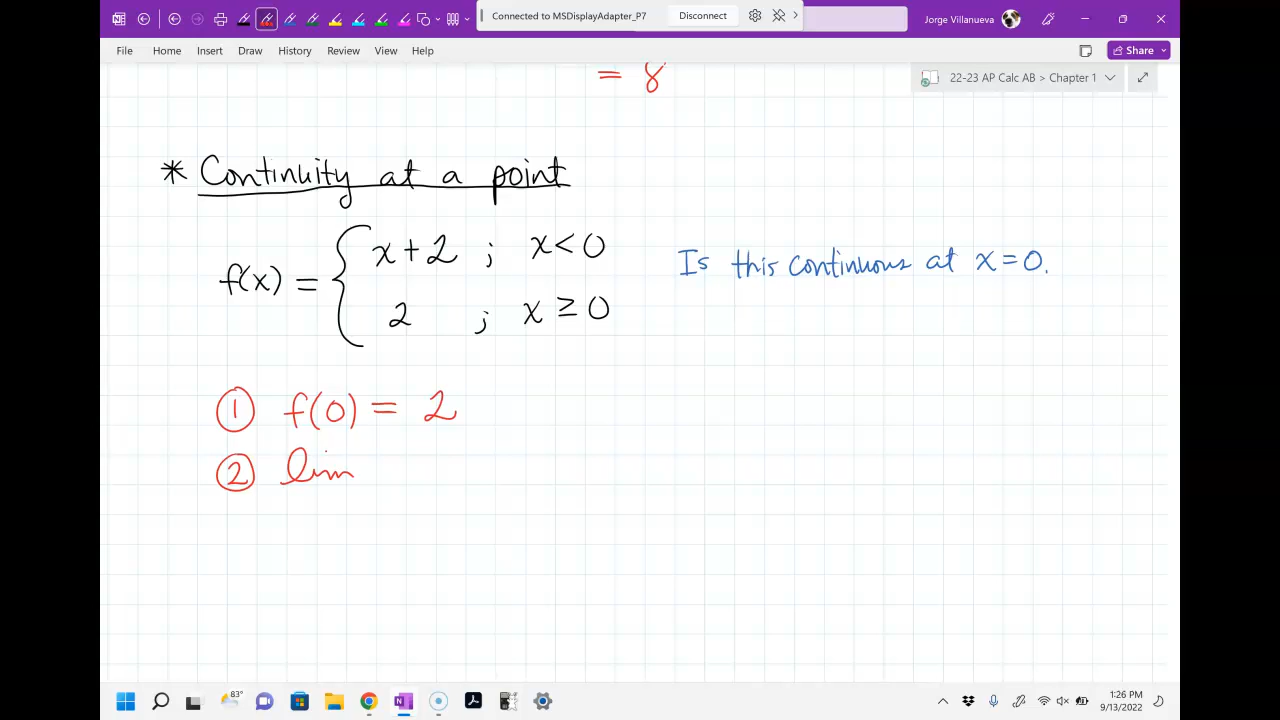 Connected to MSDisplayAdapter_P7
Disconnect
Jorge Villanueva
File Home Insert Draw History Review View Help
Share
= 8
22-23 AP Calc AB > Chapter 1
* Continuity at a point
f(x) = { x+2 ; x<0
2 ; x ≥ 0
Is this continuous at x=0.
① f(0) = 2
② lim
83°
1:26 PM
9/13/2022